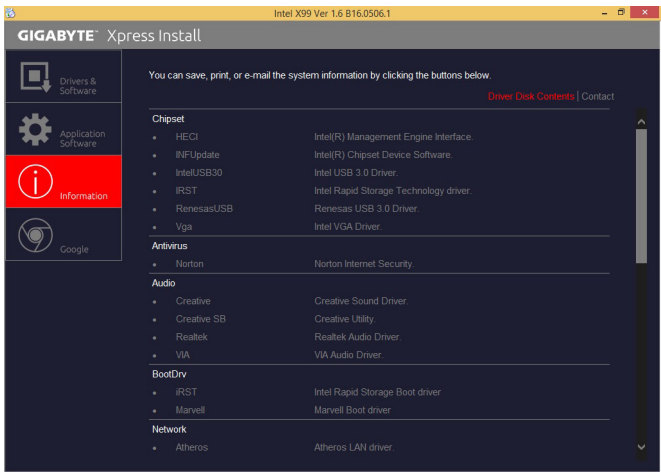 Intel X99 Ver 1.6 B16.0506.1
GIGABYTE™ Xpress Install
Drivers &
Software
Application
Software
Information
Google
You can save, print, or e-mail the system information by clicking the buttons below.
Driver Disk Contents | Contact
Chipset
• HECI Intel(R) Management Engine Interface.
• INFUpdate Intel(R) Chipset Device Software.
• IntelUSB30 Intel USB 3.0 Driver.
• IRST Intel Rapid Storage Technology driver.
• RenesasUSB Renesas USB 3.0 Driver.
• Vga Intel VGA Driver.
Antivirus
• Norton Norton Internet Security.
Audio
• Creative Creative Sound Driver.
• Creative SB Creative Utility.
• Realtek Realtek Audio Driver.
• VIA VIA Audio Driver.
BootDrv
• iRST Intel Rapid Storage Boot driver
• Marvell Marvell Boot driver
Network
• Atheros Atheros LAN driver.